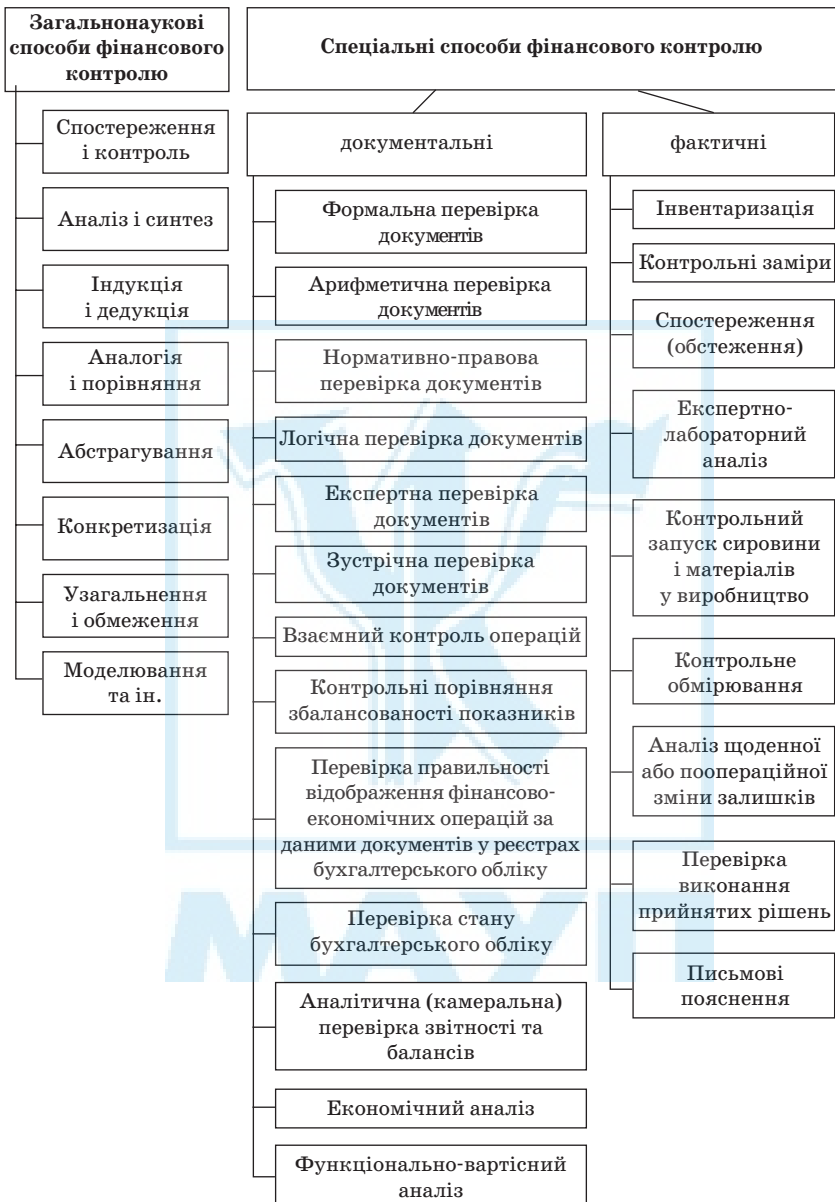 Загальнонаукові
способи фінансового
контролю
Спостереження
і контроль
Аналіз і синтез
Індукція
і дедукція
Аналогія
і порівняння
Абстрагування
Конкретизація
Узагальнення
і обмеження
Моделювання
та ін.
Спеціальні способи фінансового контролю
документальні
Формальна перевірка
документів
Арифметична перевірка
документів
Нормативно-правова
перевірка документів
Логічна перевірка документів
Експертна перевірка
документів
Зустрічна перевірка
документів
Взаємний контроль операцій
Контрольні порівняння
збалансованості показників
Перевірка правильності
відображення фінансово-
економічних операцій за
даними документів у реєстрах
бухгалтерського обліку
Перевірка стану
бухгалтерського обліку
Аналітична (камеральна)
перевірка звітності та
балансів
Економічний аналіз
Функціонально-вартісний
аналіз
фактичні
Інвентаризація
Контрольні заміри
Спостереження
(обстеження)
Експертно-
лабораторний
аналіз
Контрольний
запуск сировини
і матеріалів
у виробництво
Контрольне
обмірювання
Аналіз щоденної
або поопераційної
зміни залишків
Перевірка
виконання
прийнятих рішень
Письмові
пояснення
МАУП